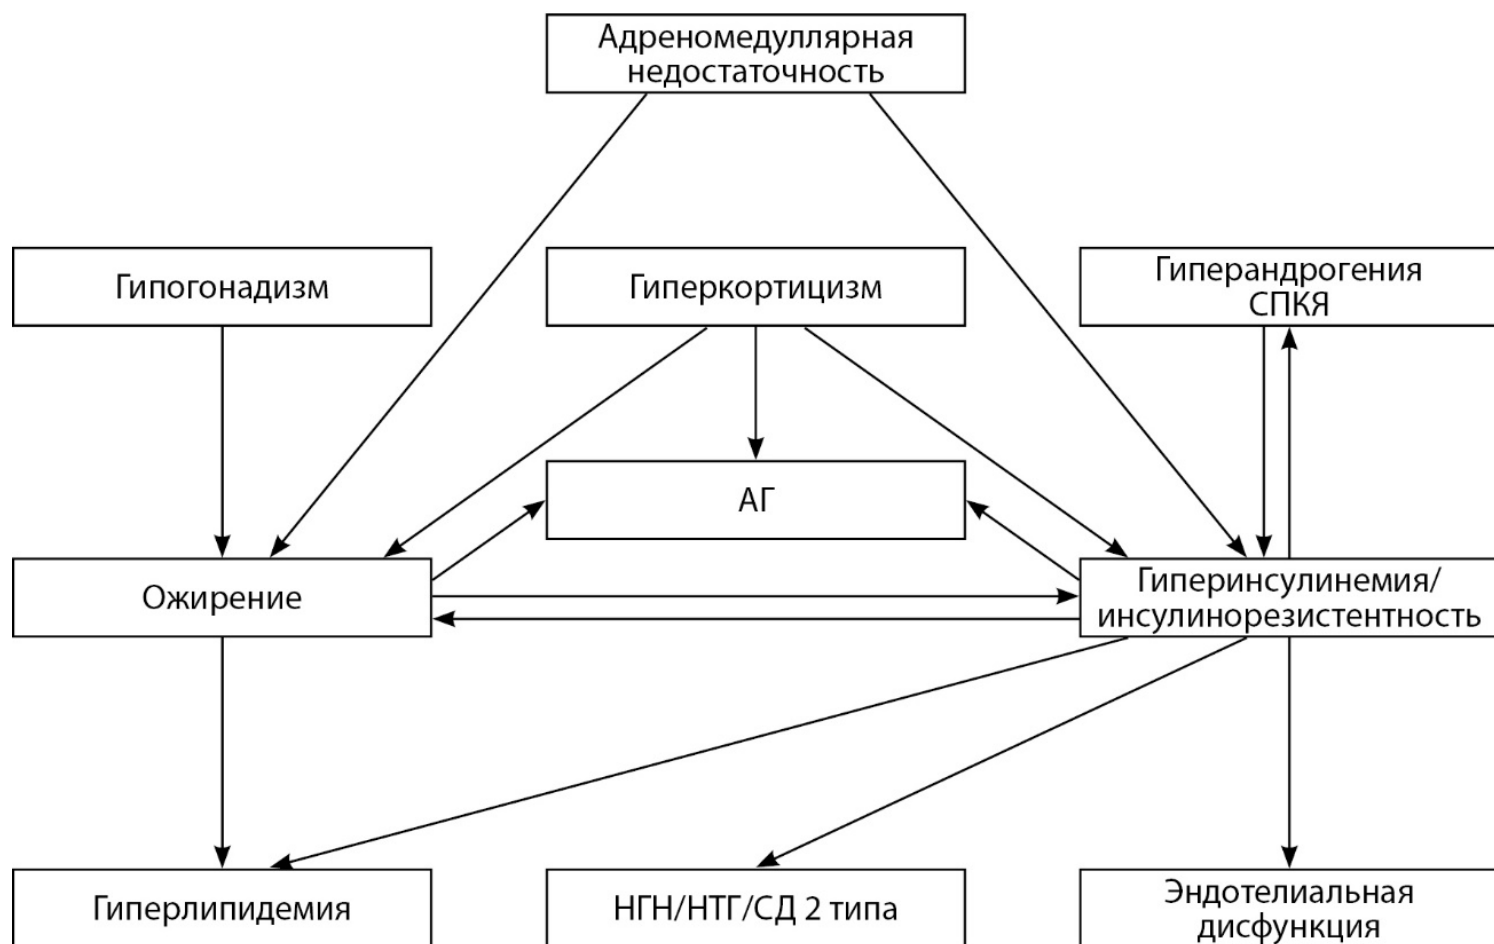 Адреномедуллярная
недостаточность
Гипогонадизм
Гиперкортицизм
Гиперандрогения
СПКЯ
АГ
Ожирение
Гиперинсулинемия/
инсулинорезистентность
Гиперлипидемия
НГН/НТГ/СД 2 типа
Эндотелиальная
дисфункция